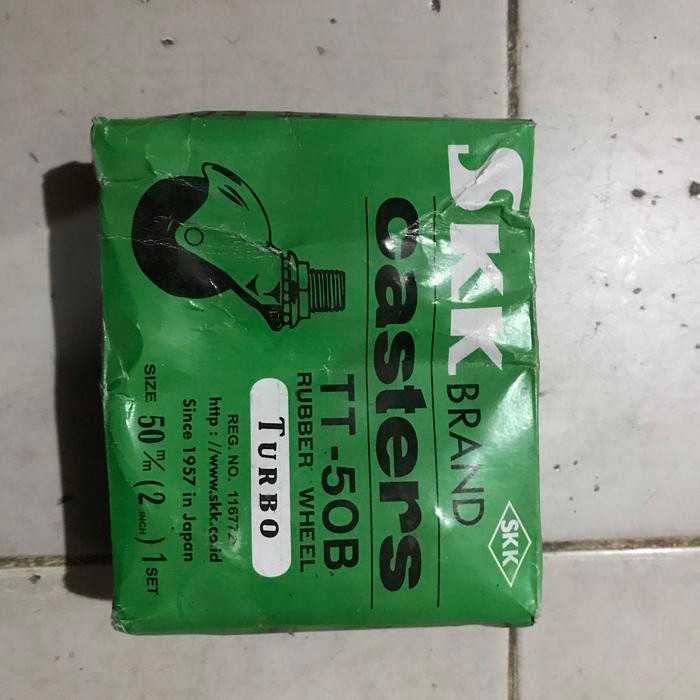 SKK BRAND
SKK
casters
TT-50B
RUBBER WHEEL
TURBO
REG. NO. 11677
http : //www.skk.co.id
Since 1957 in Japan
SIZE 50 m/m (2 INCH) 1 SET